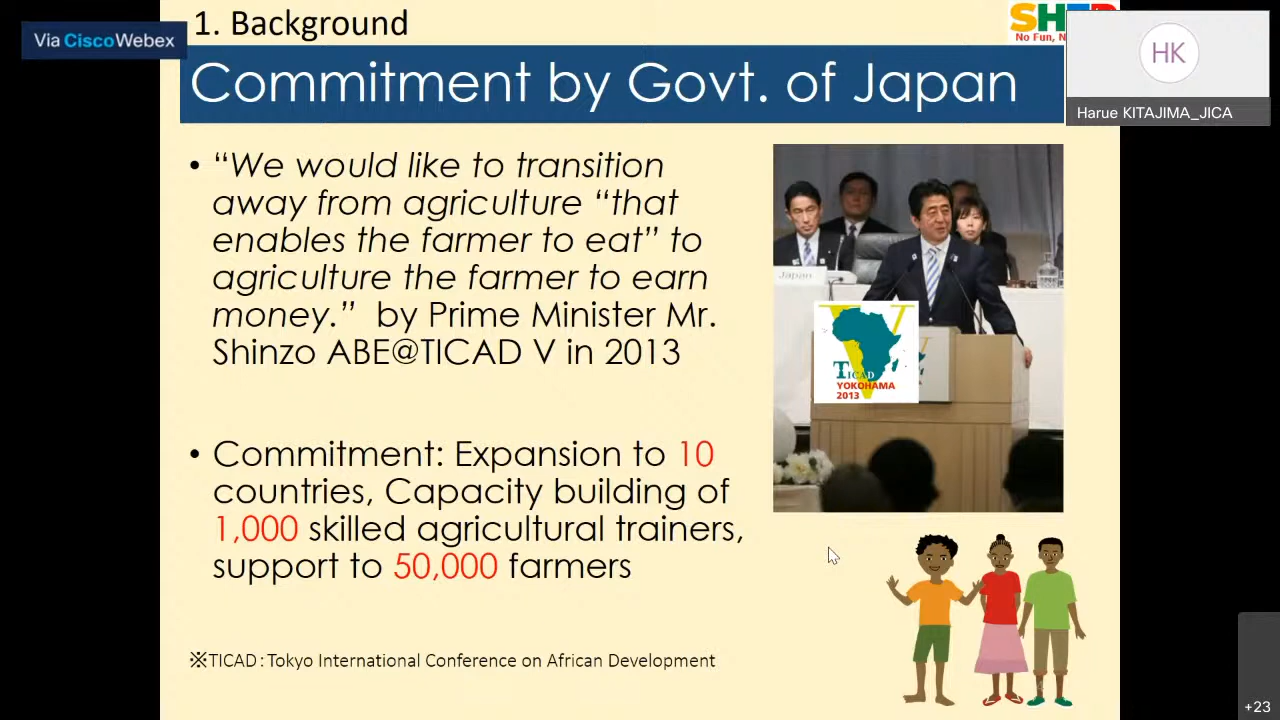 1. Background
Via Cisco Webex
No Fun, N
HK
Harue KITAJIMA_JICA
Commitment by Govt. of Japan
• “We would like to transition
away from agriculture “that
enables the farmer to eat” to
agriculture the farmer to earn
money.” by Prime Minister Mr.
Shinzo ABE@TICAD V in 2013
Japan
V
TICAD
YOKOHAMA
2013
• Commitment: Expansion to 10
countries, Capacity building of
1,000 skilled agricultural trainers,
support to 50,000 farmers
※TICAD : Tokyo International Conference on African Development
+23